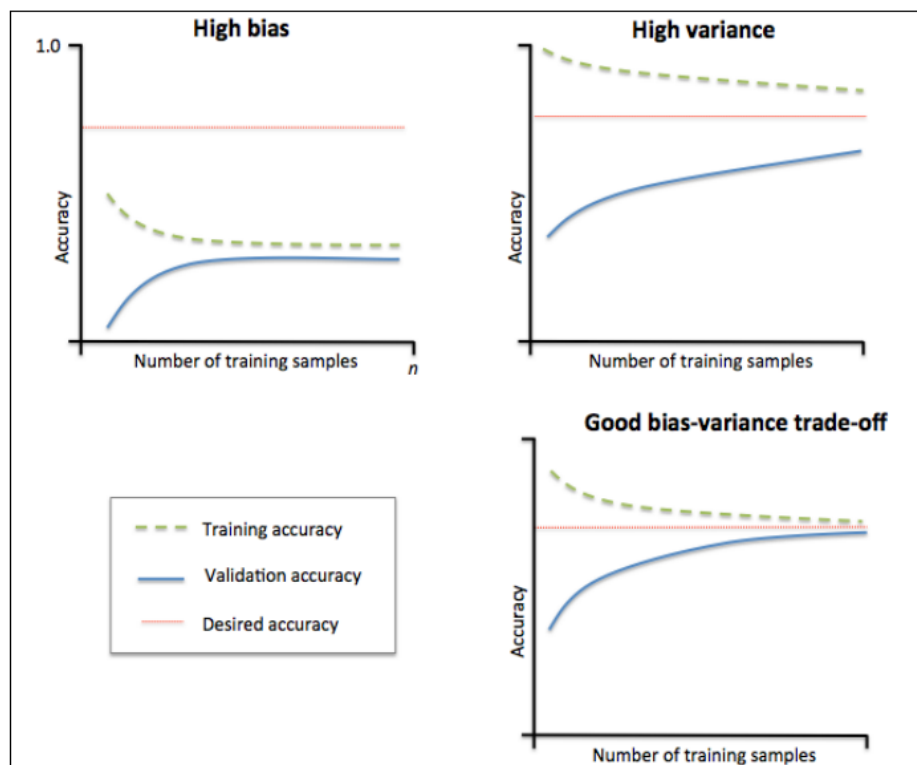 High bias
1.0
Accuracy
Number of training samples
n
High variance
Accuracy
Number of training samples
Good bias-variance trade-off
Accuracy
Number of training samples
Training accuracy
Validation accuracy
Desired accuracy